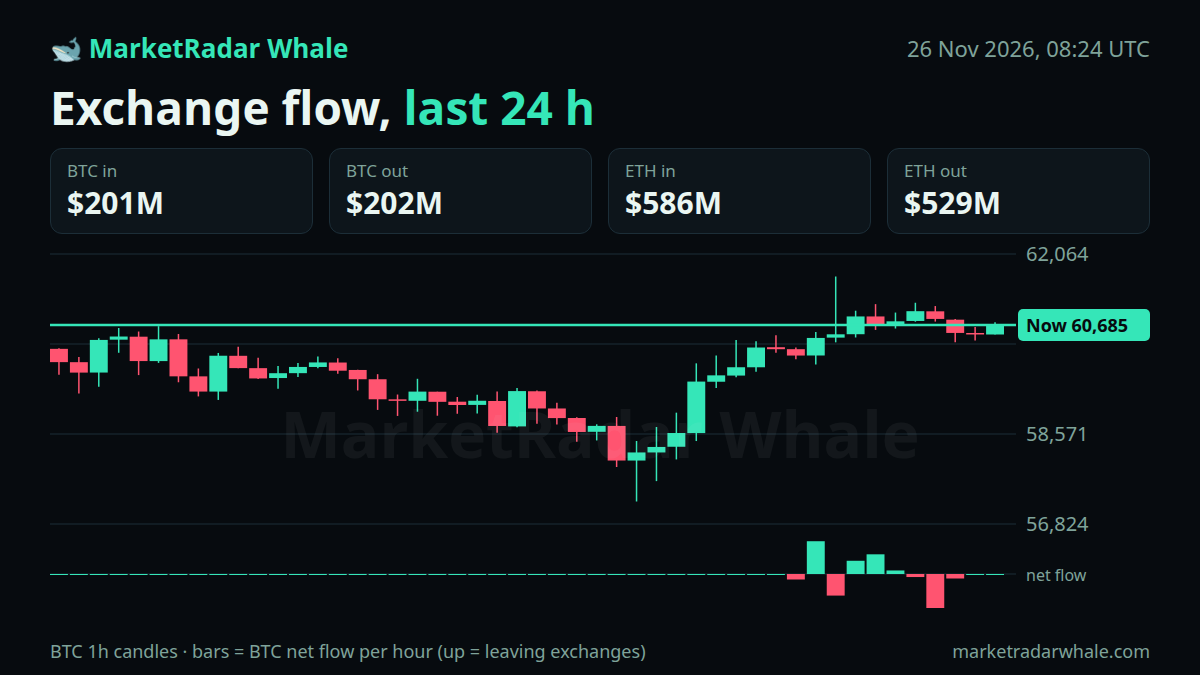 🐋 MarketRadar Whale
26 Nov 2026, 08:24 UTC
Exchange flow, last 24 h
BTC in
$201M
BTC out
$202M
ETH in
$586M
ETH out
$529M
62,064
Now 60,685
MarketRadar Whale
58,571
56,824
net flow
BTC 1h candles · bars = BTC net flow per hour (up = leaving exchanges)
marketradarwhale.com